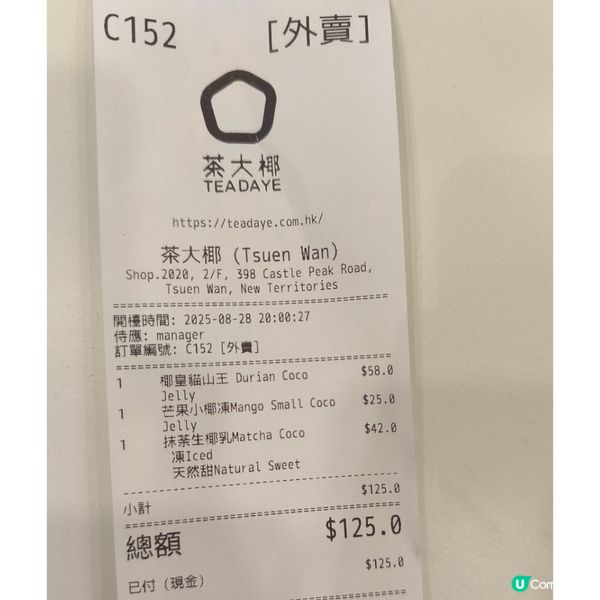 C152 [外賣]
茶大椰
TEADAYE
https://teadaye.com.hk/
茶大椰 (Tsuen Wan)
Shop.2020, 2/F, 398 Castle Peak Road,
Tsuen Wan, New Territories
開檯時間: 2025-08-28 20:00:27
侍應: manager
訂單編號: C152 [外賣]
1 椰皇貓山王 Durian Coco $58.0
Jelly
1 芒果小椰凍Mango Small Coco $25.0
Jelly
1 抹茶生椰乳Matcha Coco $42.0
凍Iced
天然甜Natural Sweet
小計 $125.0
總額 $125.0
已付 (現金) $125.0
U Com